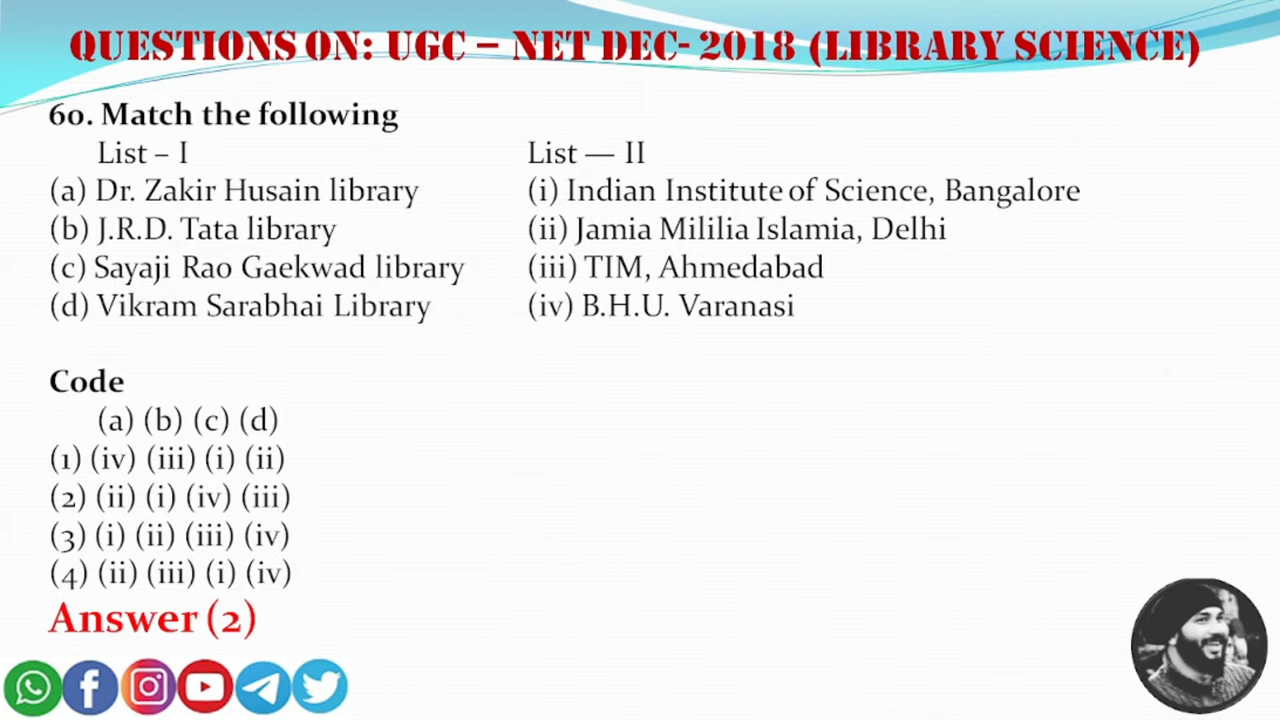 QUESTIONS ON: UGC – NET DEC- 2018 (LIBRARY SCIENCE)
60. Match the following
List – I List — II
(a) Dr. Zakir Husain library (i) Indian Institute of Science, Bangalore
(b) J.R.D. Tata library (ii) Jamia Mililia Islamia, Delhi
(c) Sayaji Rao Gaekwad library (iii) TIM, Ahmedabad
(d) Vikram Sarabhai Library (iv) B.H.U. Varanasi
Code
(a) (b) (c) (d)
(1) (iv) (iii) (i) (ii)
(2) (ii) (i) (iv) (iii)
(3) (i) (ii) (iii) (iv)
(4) (ii) (iii) (i) (iv)
Answer (2)